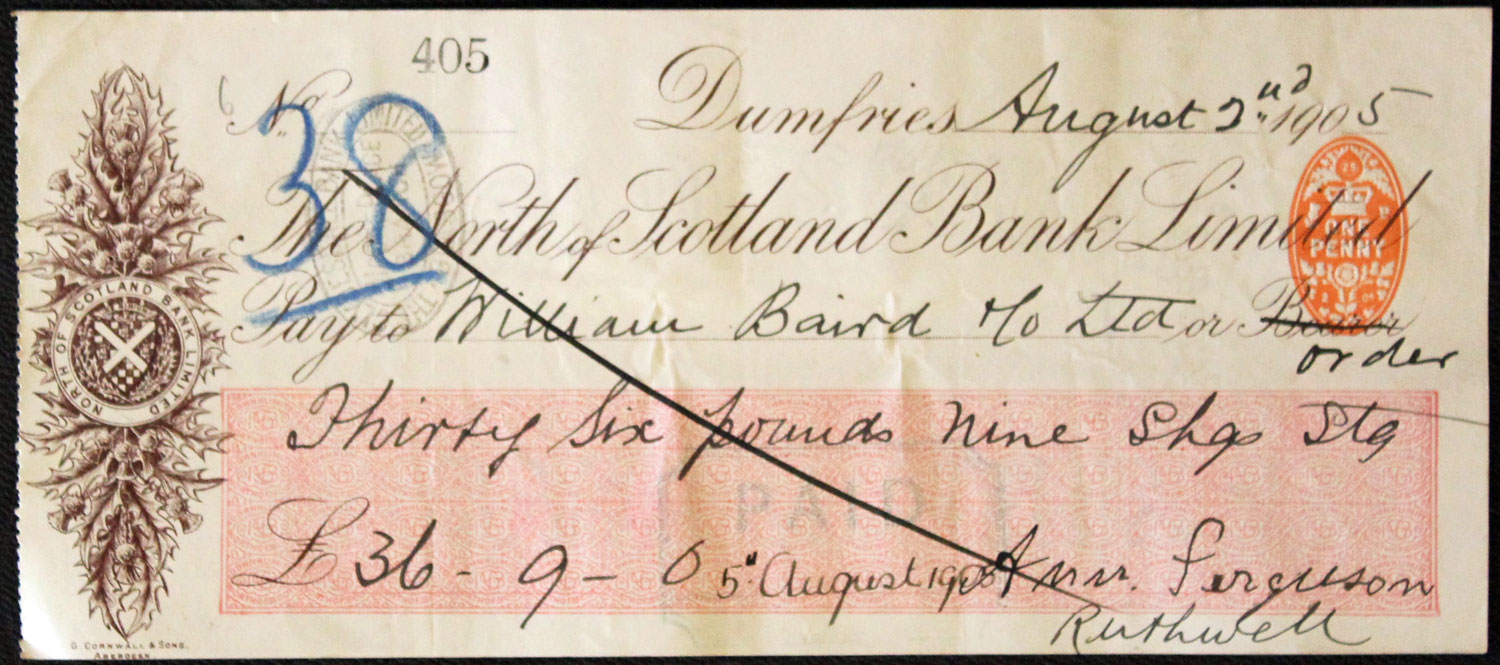 405
No.
38
Dumfries August 2nd 1905
The North of Scotland Bank Limited
ONE PENNY
Pay to William Baird & Co Ltd or Bearer
order
NORTH OF SCOTLAND BANK LIMITED
Thirty Six pounds Nine Shgs Stg
PAID
£36 - 9 - 0 5" August 1905 Ferguson
Ruthwell
G. CORNWALL & SONS.
ABERDEEN.